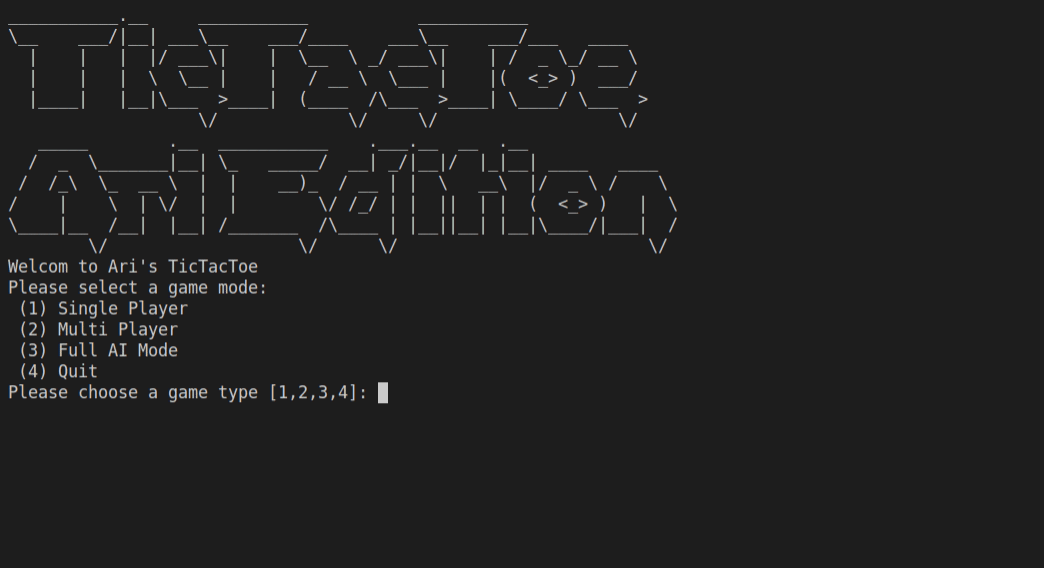 TicTacToe
Ari Edition
Welcom to Ari's TicTacToe
Please select a game mode:
(1) Single Player
(2) Multi Player
(3) Full AI Mode
(4) Quit
Please choose a game type [1,2,3,4]: